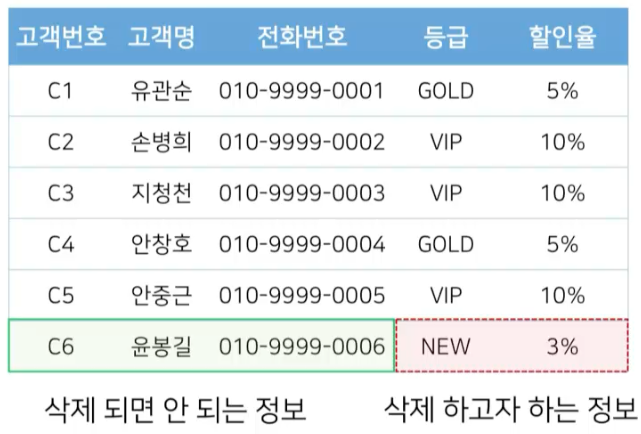 고객번호 고객명 전화번호 등급 할인율
C1 유관순 010-9999-0001 GOLD 5%
C2 손병희 010-9999-0002 VIP 10%
C3 지청천 010-9999-0003 VIP 10%
C4 안창호 010-9999-0004 GOLD 5%
C5 안중근 010-9999-0005 VIP 10%
C6 윤봉길 010-9999-0006 NEW 3%
삭제 되면 안 되는 정보 삭제 하고자 하는 정보